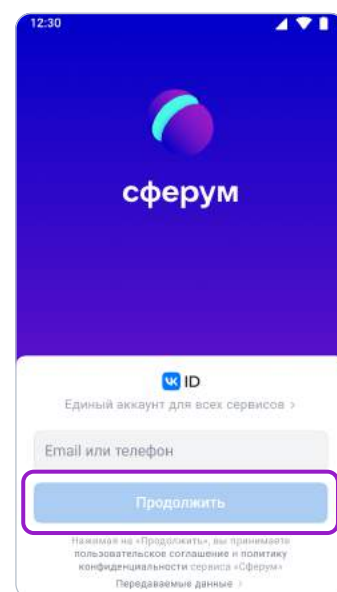 12:30
сферум
VK ID
Единый аккаунт для всех сервисов >
Email или телефон
Продолжить
Нажимая на «Продолжить», вы принимаете
пользовательское соглашение и политику
конфиденциальности сервиса «Сферум»
Передаваемые данные >